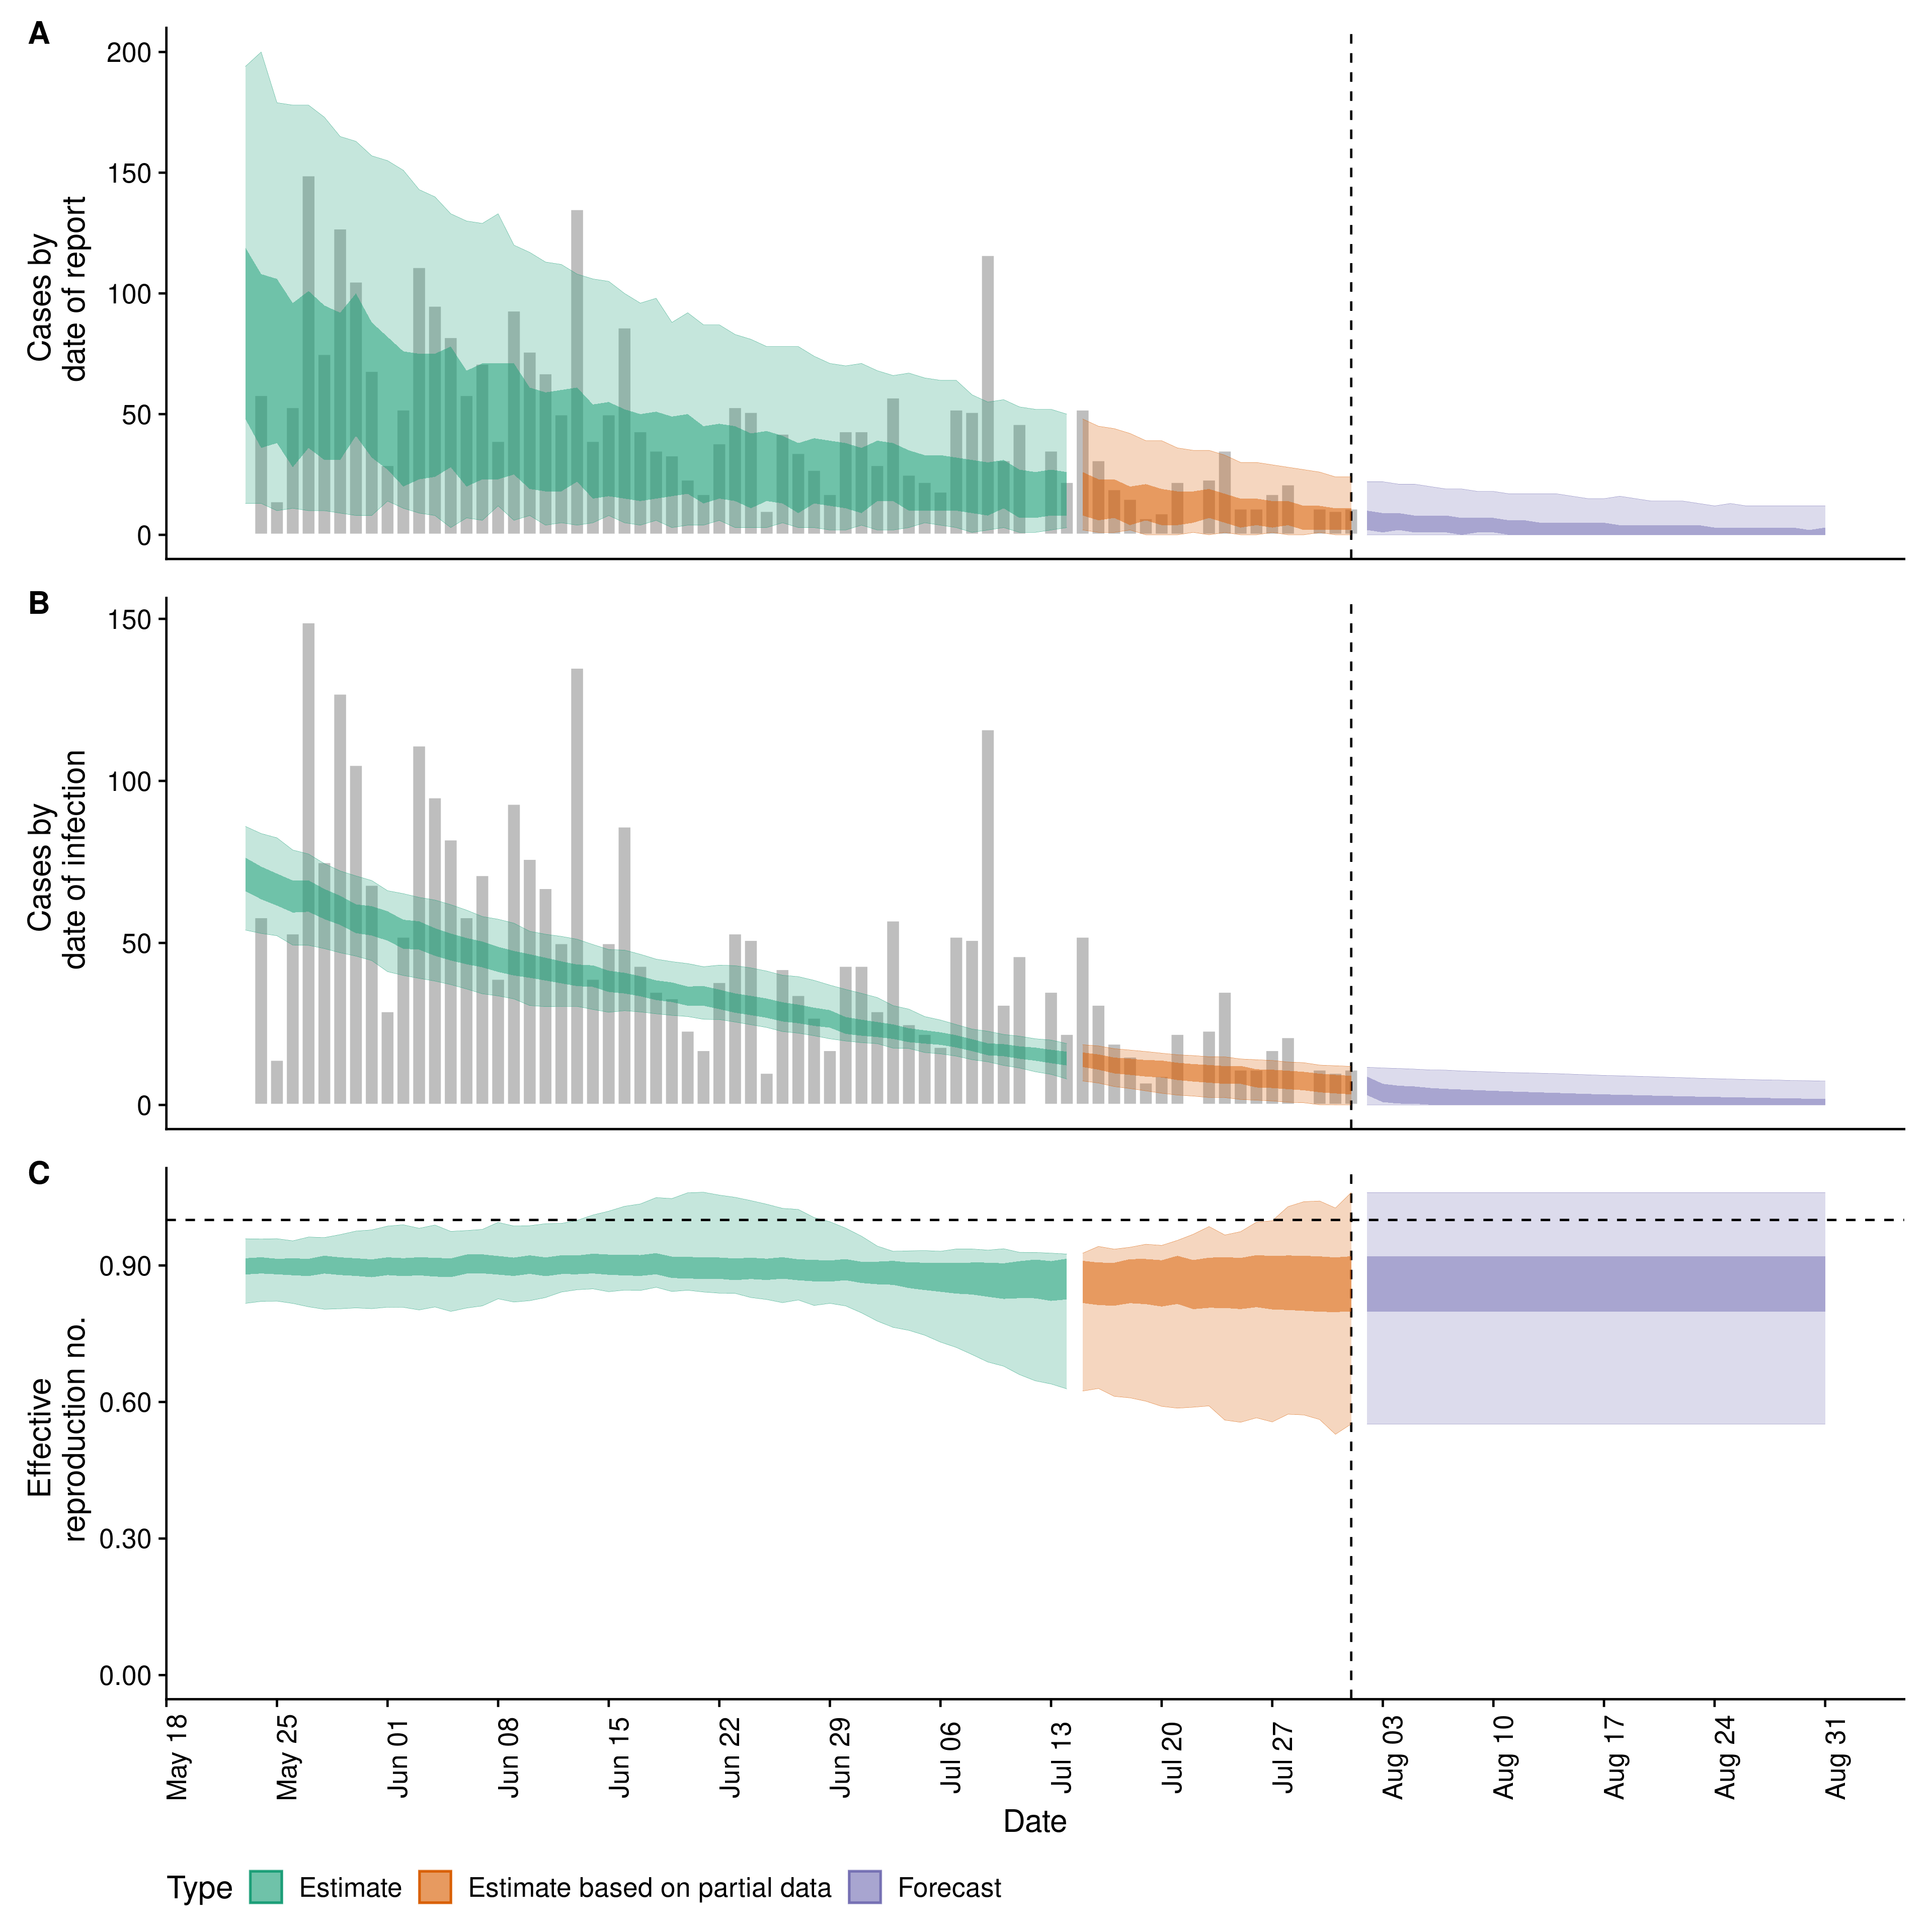 A
200
150
100
50
0
Cases by
date of report
B
150
100
50
0
Cases by
date of infection
C
0.90
0.60
0.30
0.00
Effective
reproduction no.
May 18
May 25
Jun 01
Jun 08
Jun 15
Jun 22
Jun 29
Jul 06
Jul 13
Jul 20
Jul 27
Aug 03
Aug 10
Aug 17
Aug 24
Aug 31
Date
Type Estimate Estimate based on partial data Forecast